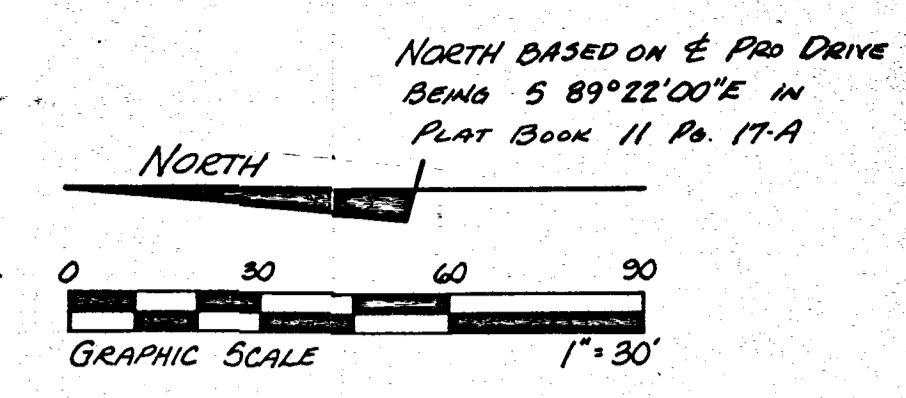 NORTH BASED ON ℄ PRO DRIVE
BEING S 89°22'00"E IN
PLAT BOOK 11 PG. 17-A
NORTH
0 30 60 90
GRAPHIC SCALE 1"=30'